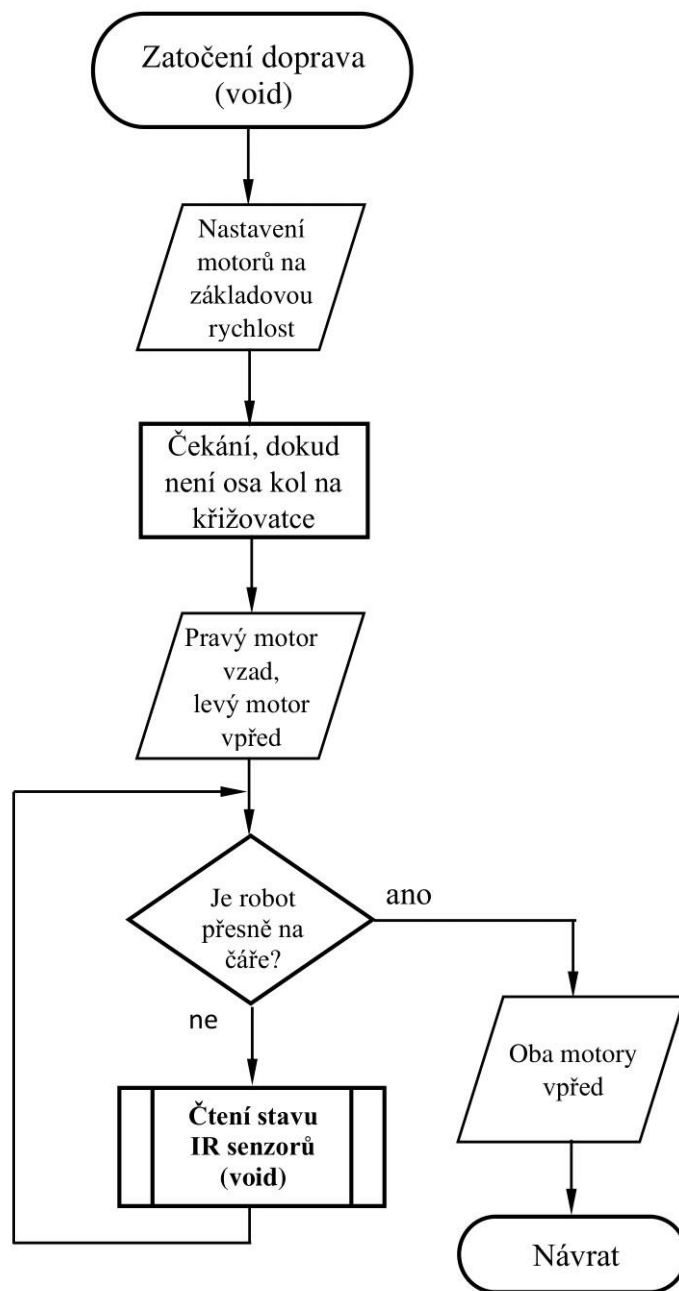 Zatočení doprava
(void)
Nastavení
motorů na
základovou
rychlost
Čekání, dokud
není osa kol na
křižovatce
Pravý motor
vzad,
levý motor
vpřed
Je robot
přesně na
čáře?
ano
ne
Oba motory
vpřed
Čtení stavu
IR senzorů
(void)
Návrat